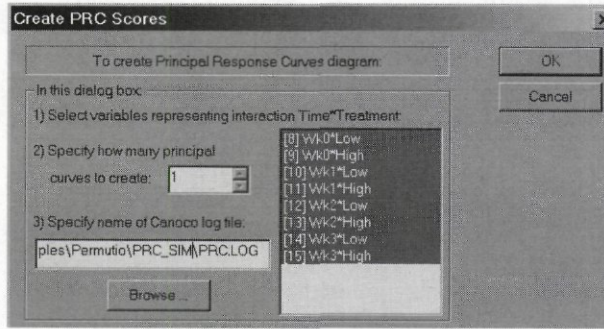 Create PRC Scores
To create Principal Response Curves diagram:
OK
Cancel
In this dialog box:
1) Select variables representing interaction Time*Treatment:
2) Specify how many principal
curves to create:
1
3) Specify name of Canoco log file:
ples\Permutio\PRC_SIM\PRC.LOG
Browse ...
[8] Wk0*Low
[9] Wk0*High
[10] Wk1*Low
[11] Wk1*High
[12] Wk2*Low
[13] Wk2*High
[14] Wk3*Low
[15] Wk3*High